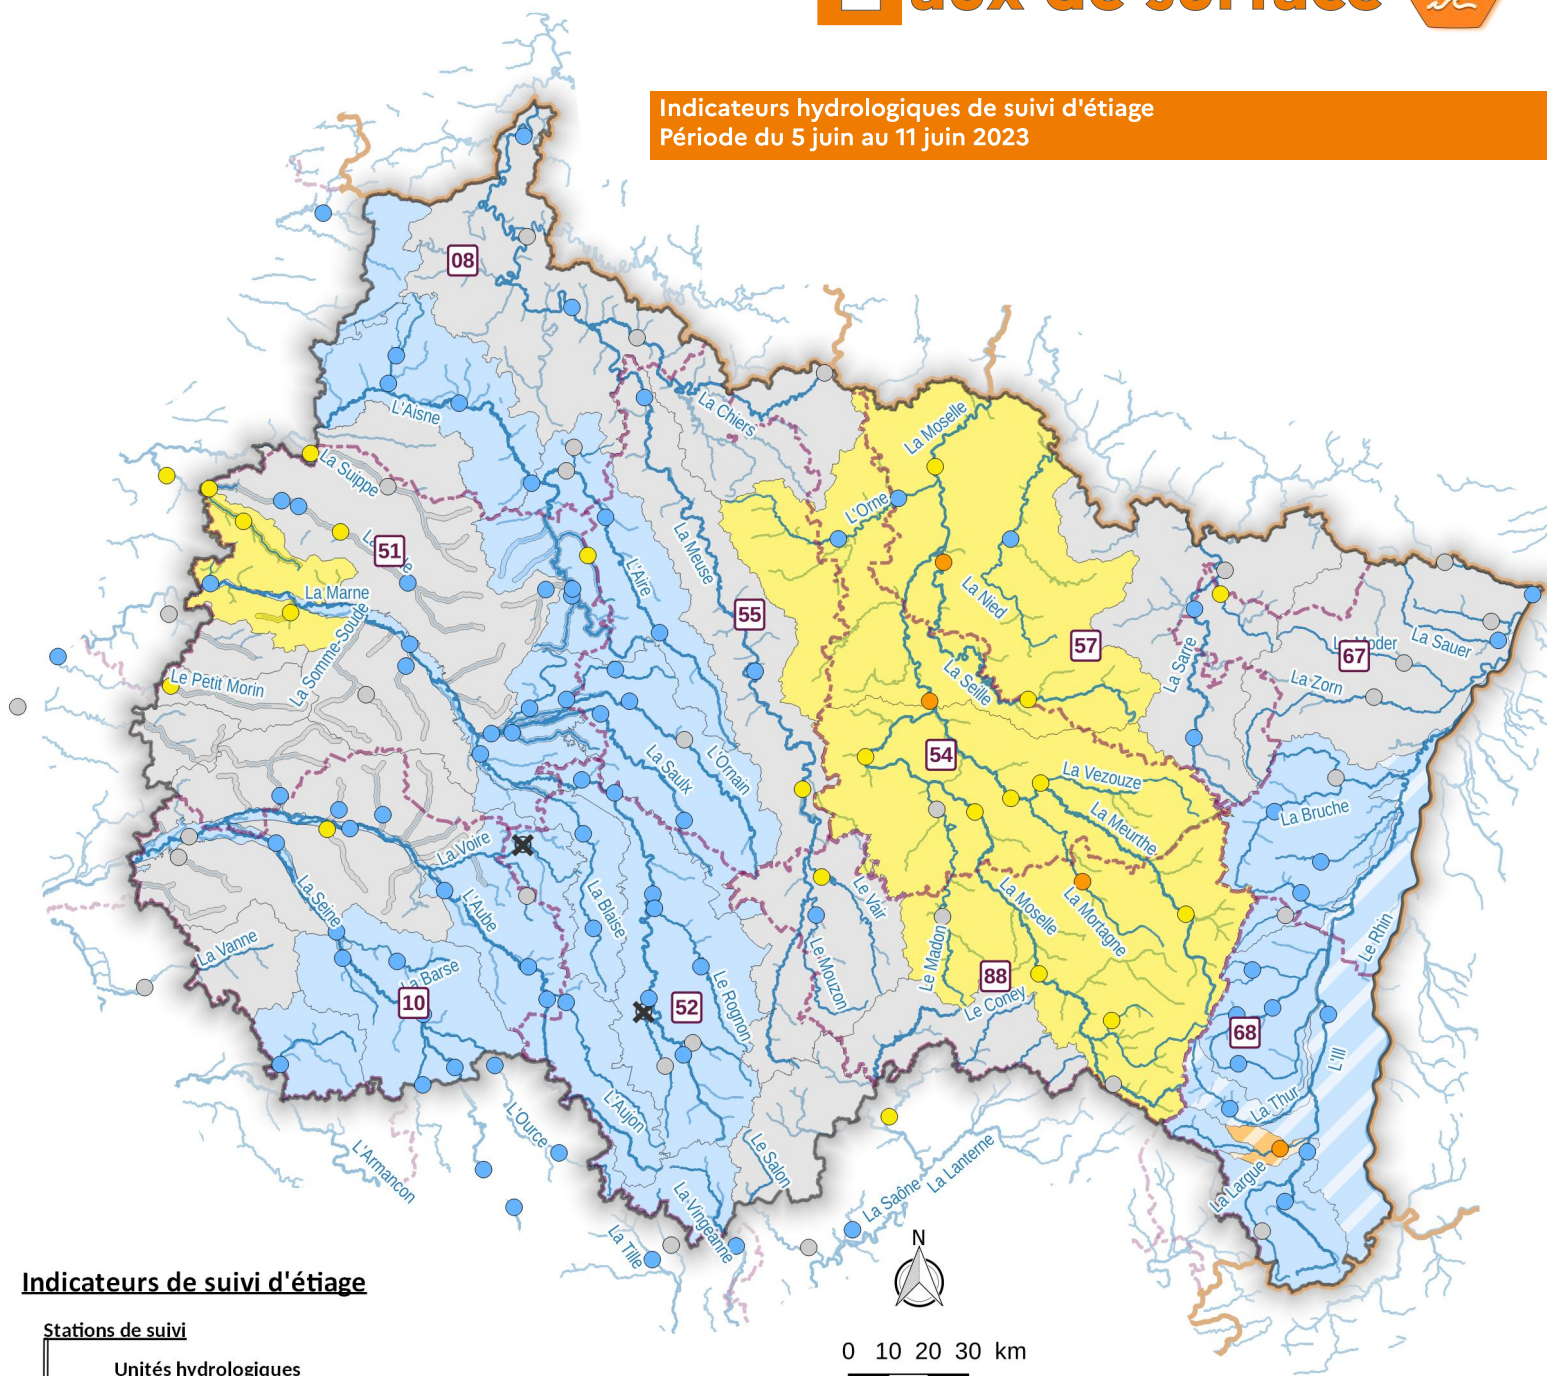 aux de surface
Indicateurs hydrologiques de suivi d'étiage
Période du 5 juin au 11 juin 2023
08
La Chiers
La Moselle
L'Aisne
La Suippe
L'Orne
51
La Meuse
L'Aire
La Nied
La Marne
55
57
67
La Sauer
La Somme-Soude
Le Petit Morin
La Seille
La Sarre
La Zorn
54
La Saulx
L'Ornain
La Vezouze
La Meurthe
La Bruche
La Voire
La Seine
L'Aube
La Blaise
Le Vair
La Moselle
La Mortagne
Le Rhin
La Vanne
La Barse
10
52
Le Rognon
Le Mouzon
Le Madon
88
Le Coney
68
L'Ill
La Thur
L'Aujon
L'Ource
L'Armançon
Le Salon
La Largue
La Lanterne
La Saône
La Vingeanne
La Tille
N
Indicateurs de suivi d'étiage
Stations de suivi
0 10 20 30 km
Unités hydrologiques